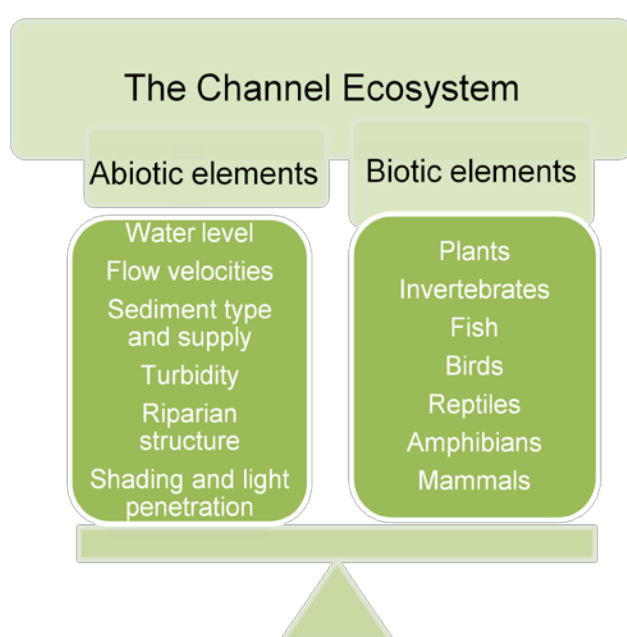 The Channel Ecosystem
Abiotic elements
Water level
Flow velocities
Sediment type
and supply
Turbidity
Riparian
structure
Shading and light
penetration
Biotic elements
Plants
Invertebrates
Fish
Birds
Reptiles
Amphibians
Mammals